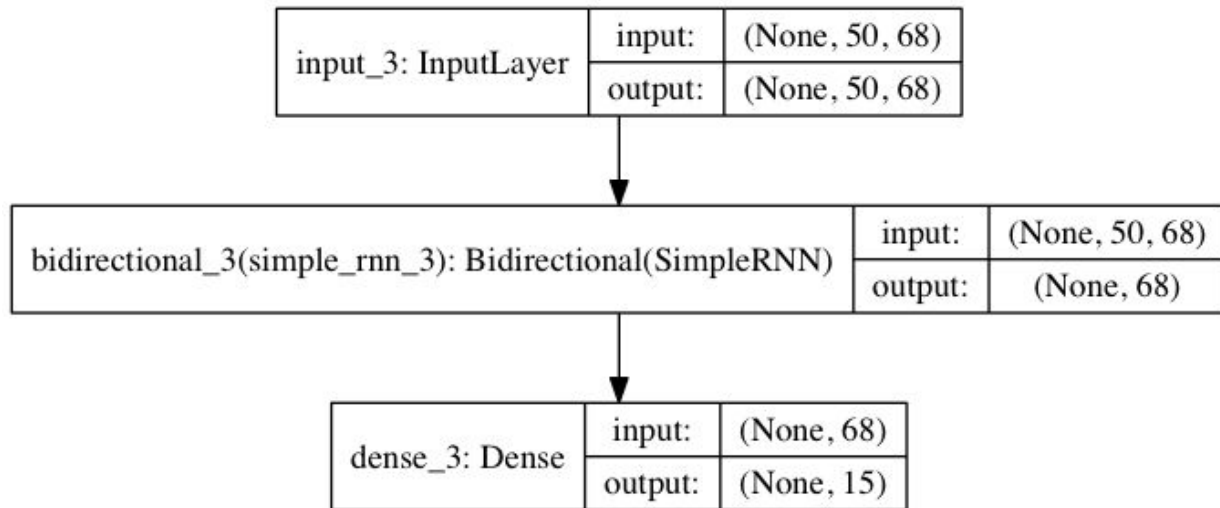 input_3: InputLayer
input: (None, 50, 68)
output: (None, 50, 68)
bidirectional_3(simple_rnn_3): Bidirectional(SimpleRNN)
input: (None, 50, 68)
output: (None, 68)
dense_3: Dense
input: (None, 68)
output: (None, 15)